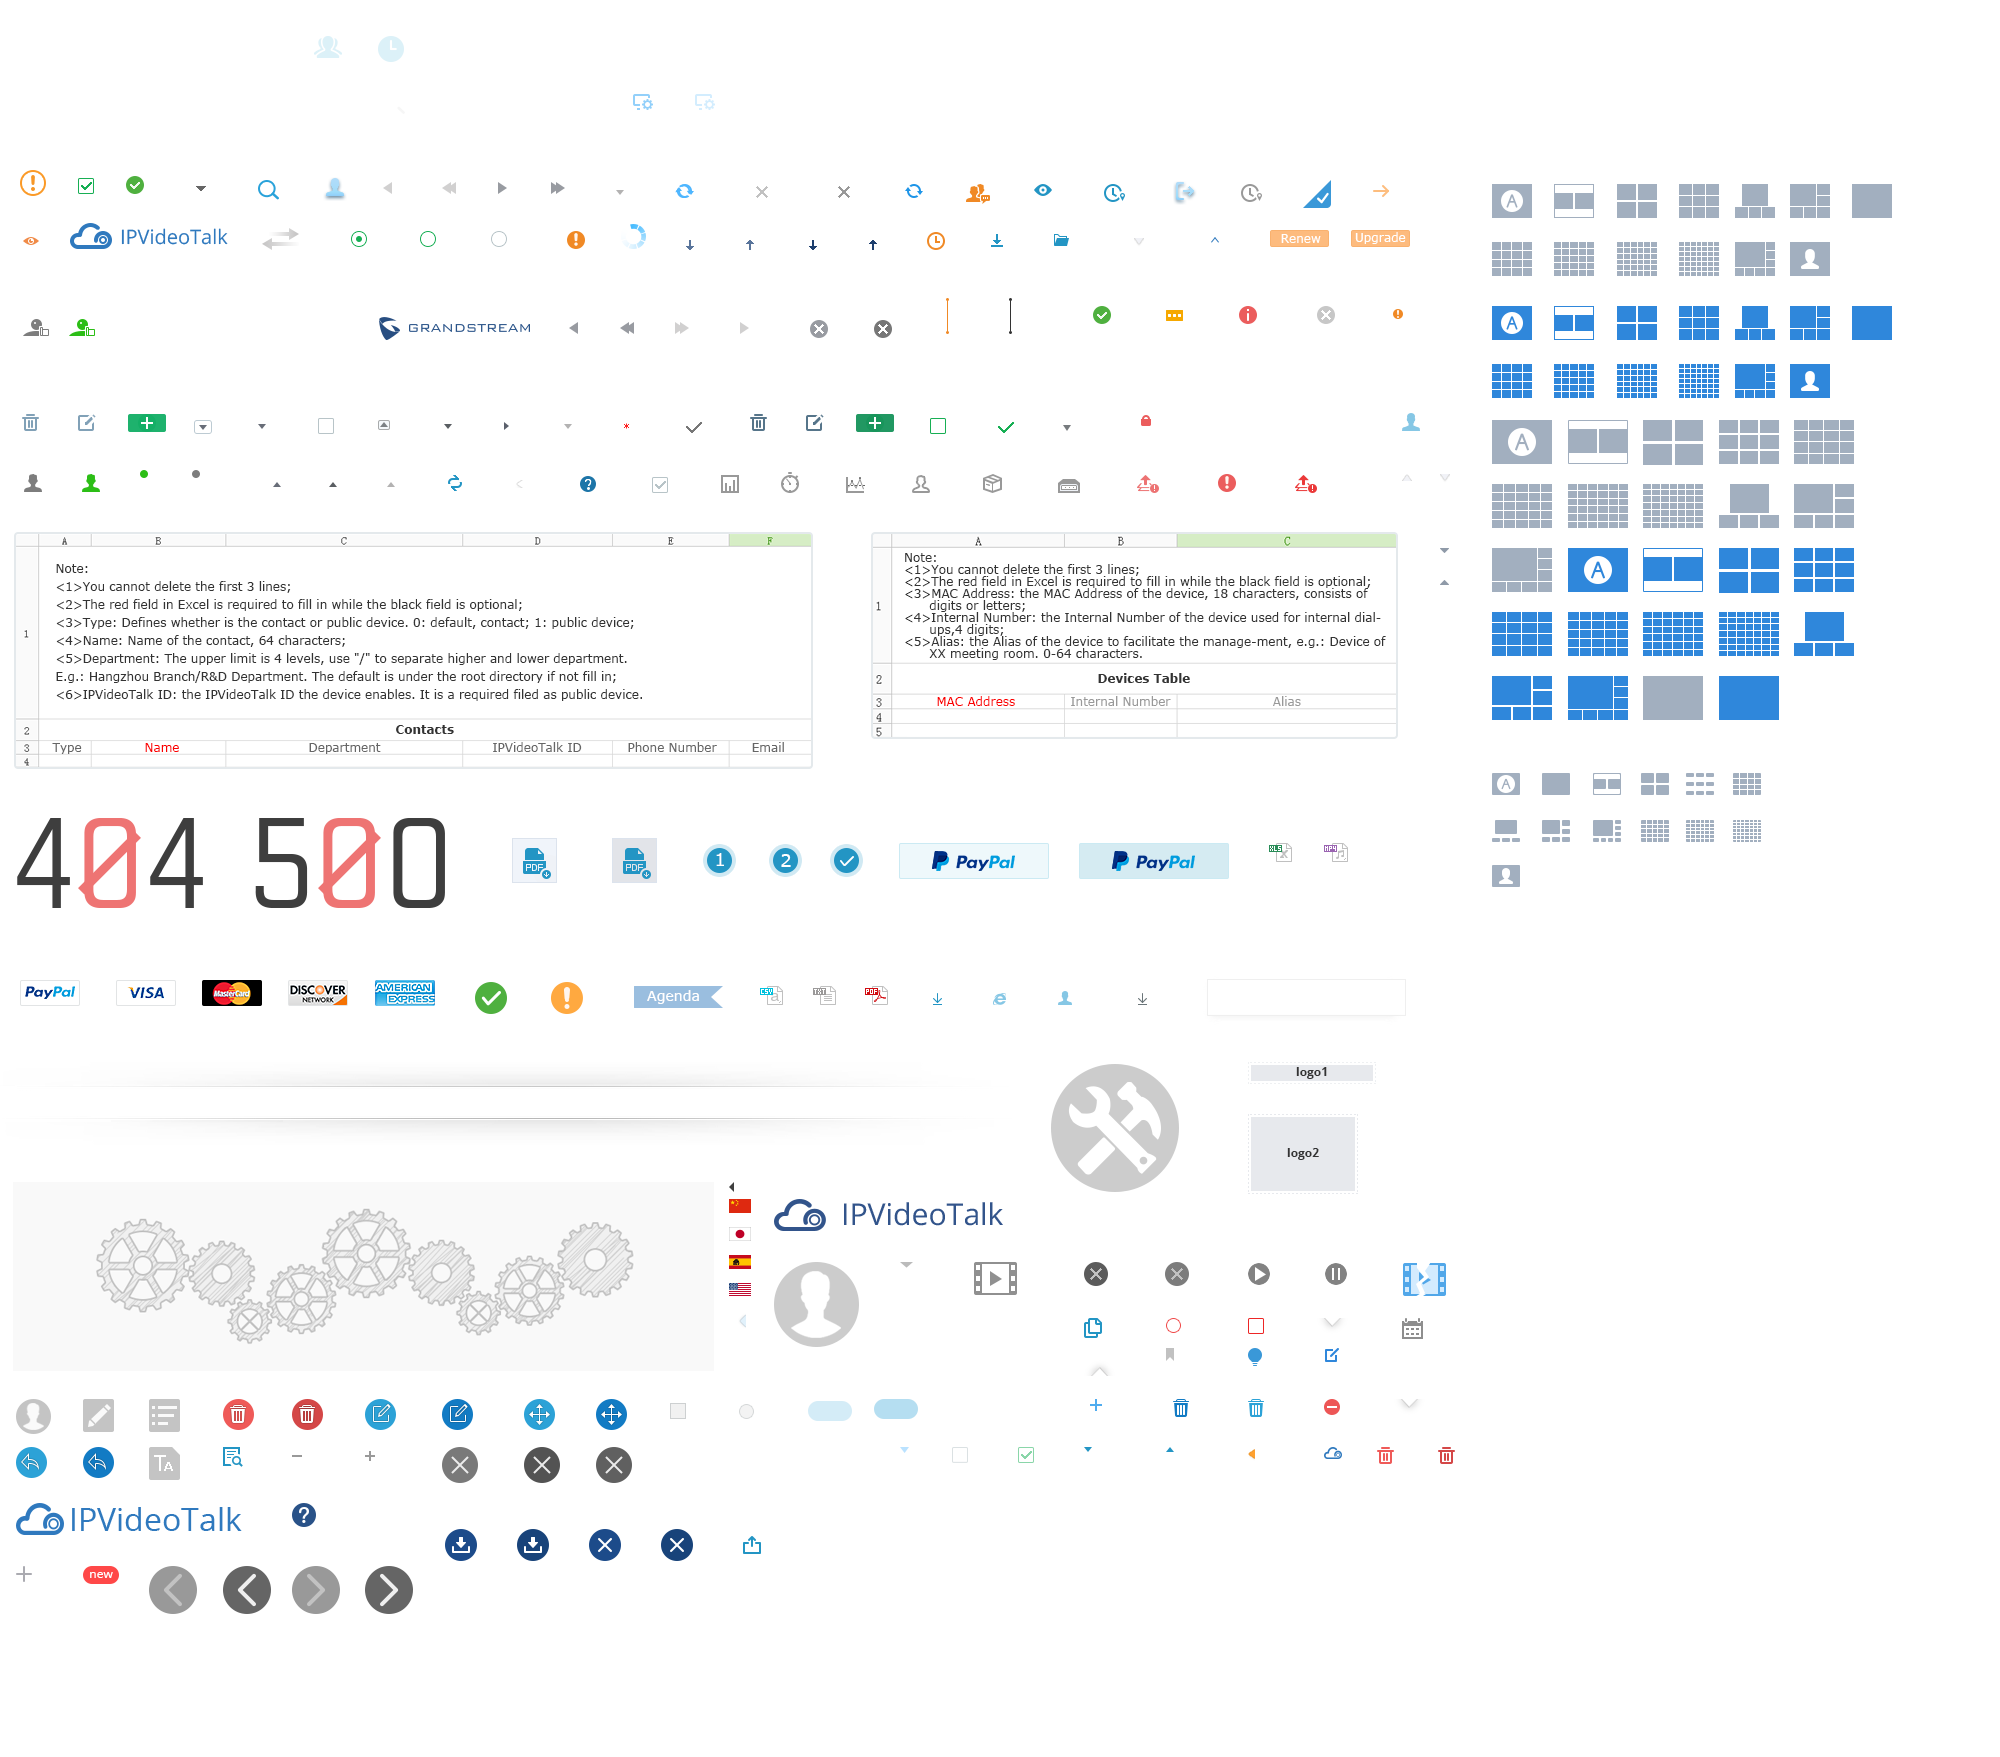 IPVideoTalk
Renew
Upgrade
GRANDSTREAM
A B C D E F
1
Note:
<1>You cannot delete the first 3 lines;
<2>The red field in Excel is required to fill in while the black field is optional;
<3>Type: Defines whether is the contact or public device. 0: default, contact; 1: public device;
<4>Name: Name of the contact, 64 characters;
<5>Department: The upper limit is 4 levels, use "/" to separate higher and lower department.
E.g.: Hangzhou Branch/R&D Department. The default is under the root directory if not fill in;
<6>IPVideoTalk ID: the IPVideoTalk ID the device enables. It is a required filed as public device.
2 Contacts
3 Type Name Department IPVideoTalk ID Phone Number Email
4
A B C
1
Note:
<1>You cannot delete the first 3 lines;
<2>The red field in Excel is required to fill in while the black field is optional;
<3>MAC Address: the MAC Address of the device, 18 characters, consists of
digits or letters;
<4>Internal Number: the Internal Number of the device used for internal dial-
ups,4 digits;
<5>Alias: the Alias of the device to facilitate the manage-ment, e.g.: Device of
XX meeting room. 0-64 characters.
2 Devices Table
3 MAC Address Internal Number Alias
4
5
A
A
A
A
A
404 500
PDF
PDF
1
2
PayPal
PayPal
XLS
PayPal
VISA
MasterCard
DISCOVER
NETWORK
AMERICAN
EXPRESS
Agenda
CSV
TXT
PDF
logo1
logo2
IPVideoTalk
TA
IPVideoTalk
?
new